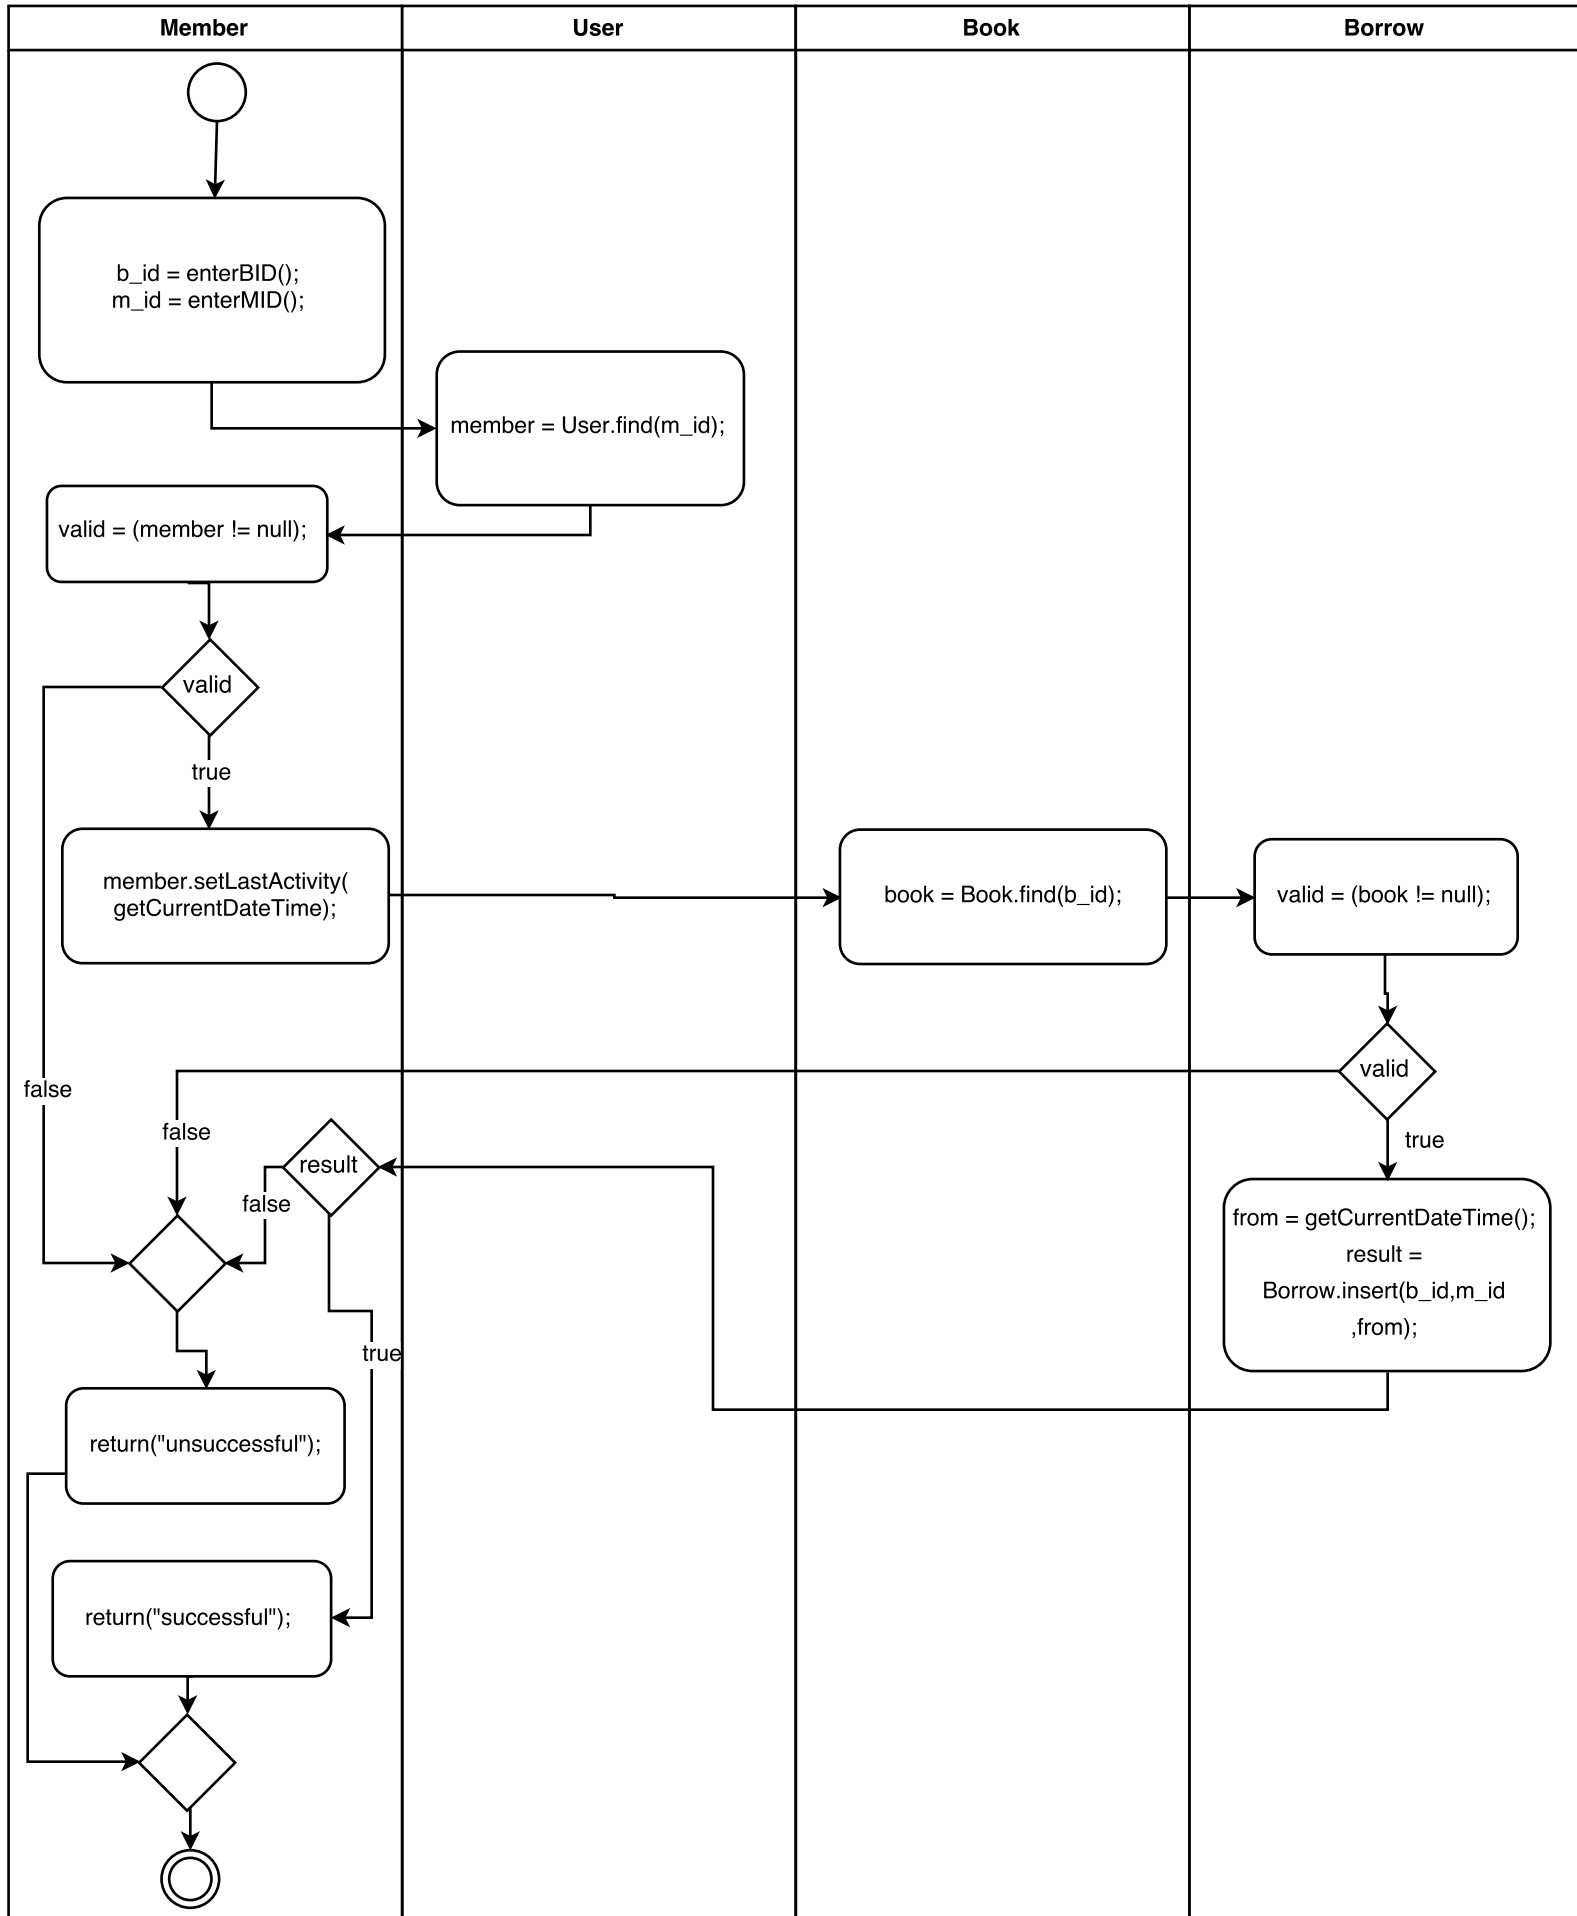 Member
User
Book
Borrow
b_id = enterBID();
m_id = enterMID();
member = User.find(m_id);
valid = (member != null);
valid
true
member.setLastActivity(
getCurrentDateTime);
book = Book.find(b_id);
valid = (book != null);
valid
false
false
true
result
false
from = getCurrentDateTime();
result =
Borrow.insert(b_id,m_id
,from);
true
return("unsuccessful");
return("successful");